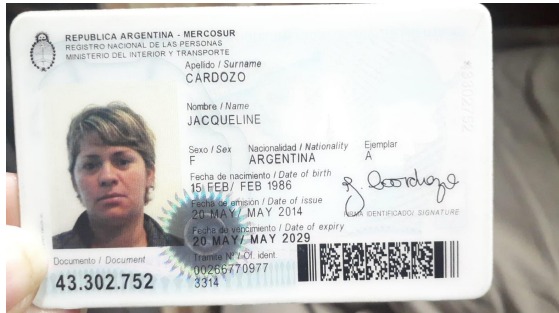 REPUBLICA ARGENTINA - MERCOSUR
REGISTRO NACIONAL DE LAS PERSONAS
MINISTERIO DEL INTERIOR Y TRANSPORTE
Apellido / Surname
CARDOZO
Nombre / Name
JACQUELINE
Sexo / Sex Nacionalidad / Nationality Ejemplar
F ARGENTINA A
Fecha de nacimiento / Date of birth
15 FEB/ FEB 1986
Fecha de emisión / Date of issue
20 MAY/ MAY 2014
FIRMA IDENTIFICADO/ SIGNATURE
Fecha de vencimiento / Date of expiry
20 MAY/ MAY 2029
Documento / Document Trámite Nº / Of. ident.
43.302.752 00266770977
3314